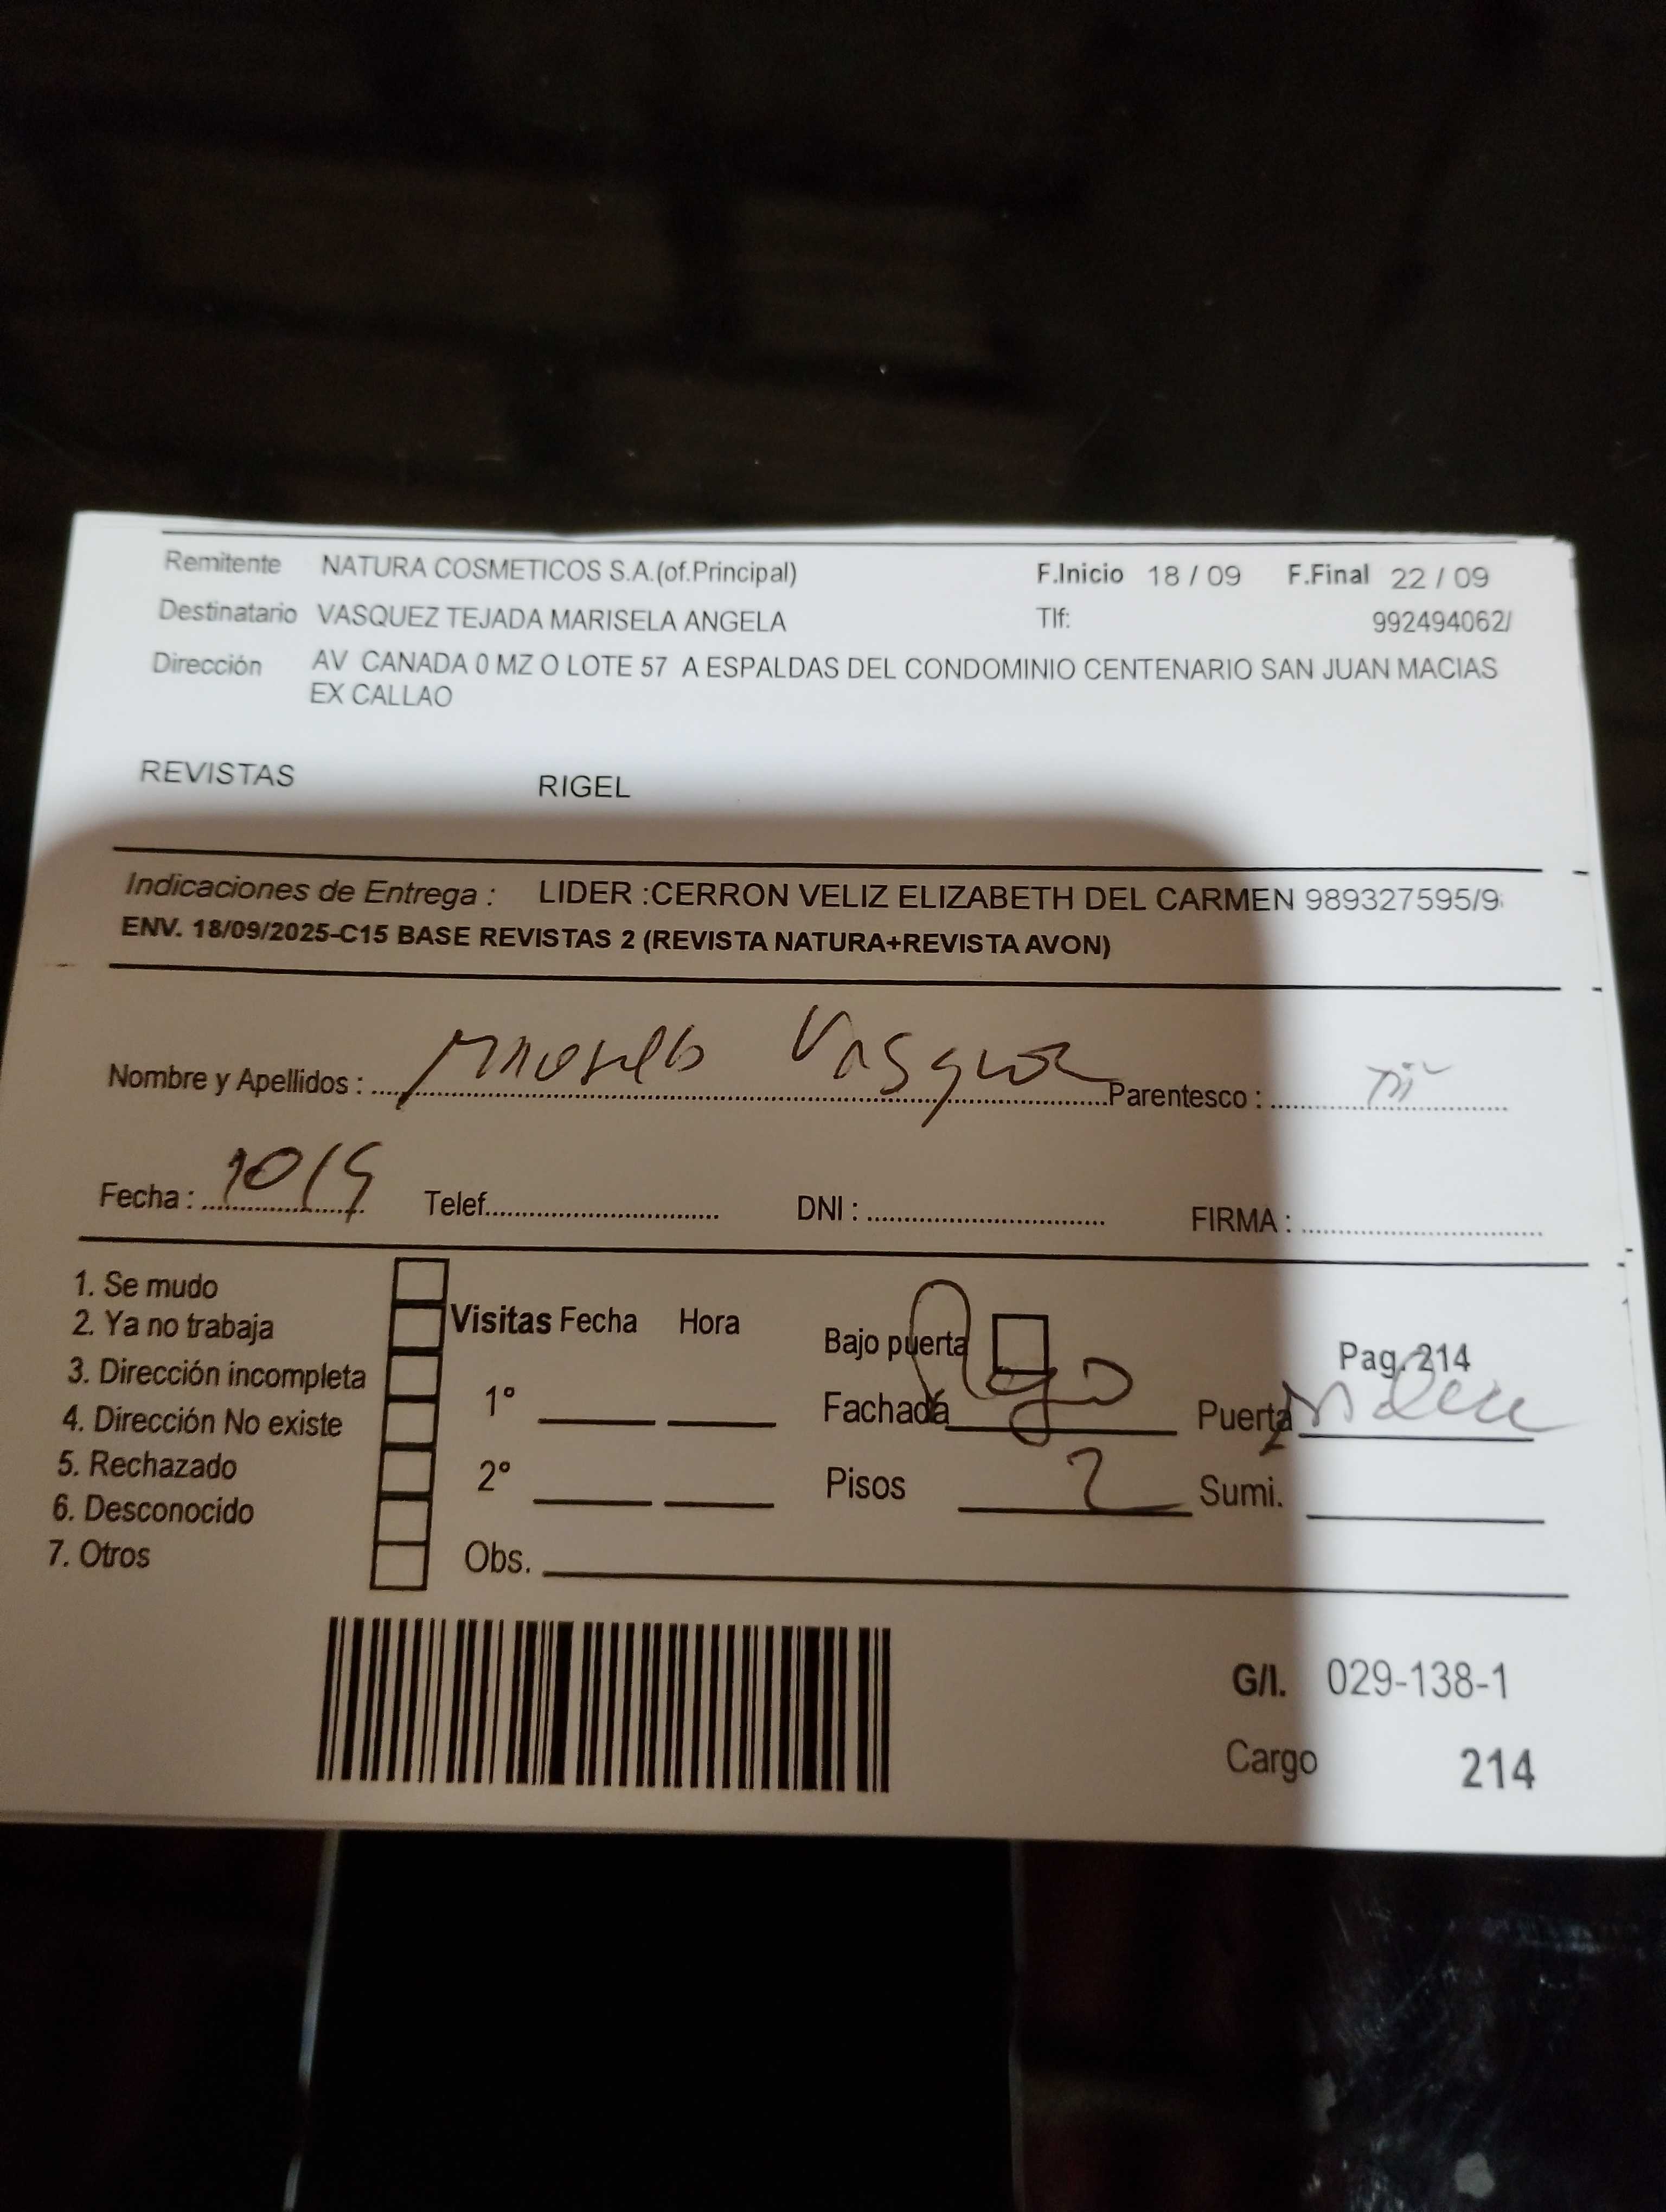 Remitente NATURA COSMETICOS S.A.(of.Principal) F.Inicio 18 / 09 F.Final 22 / 09
Destinatario VASQUEZ TEJADA MARISELA ANGELA Tlf: 992494062/
Dirección AV CANADA 0 MZ O LOTE 57 A ESPALDAS DEL CONDOMINIO CENTENARIO SAN JUAN MACIAS
EX CALLAO
REVISTAS RIGEL
Indicaciones de Entrega : LIDER :CERRON VELIZ ELIZABETH DEL CARMEN 989327595/9
ENV. 18/09/2025-C15 BASE REVISTAS 2 (REVISTA NATURA+REVISTA AVON)
Nombre y Apellidos : Vasquez Parentesco :
Fecha : Telef. DNI : FIRMA :
1. Se mudo
2. Ya no trabaja
3. Dirección incompleta
4. Dirección No existe
5. Rechazado
6. Desconocido
7. Otros
Visitas Fecha Hora
1°
2°
Obs.
Bajo puerta
Fachada
Pisos 2
Pag. 214
Puerta
Sumi.
G/I. 029-138-1
Cargo 214